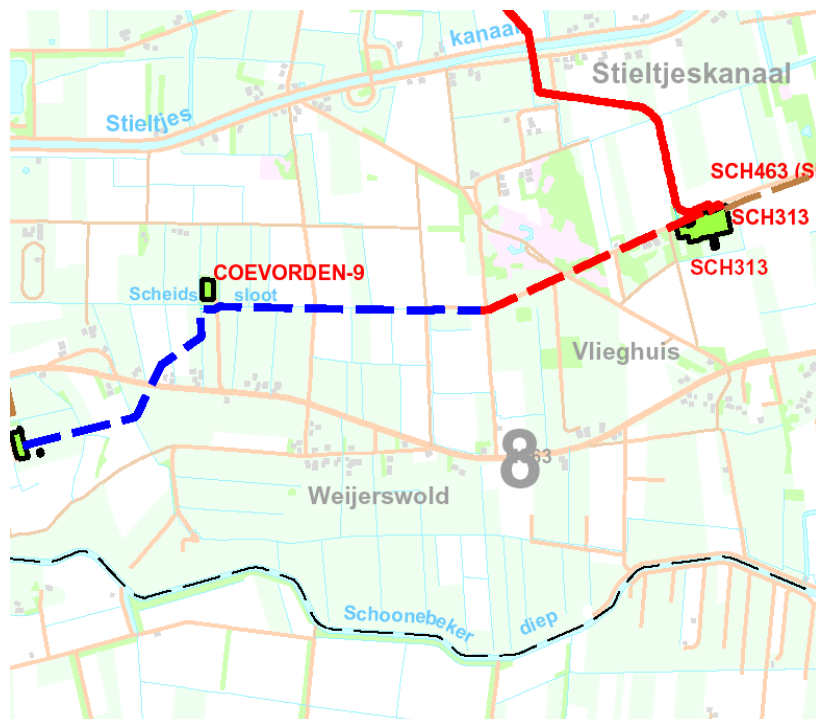 kanaal
Stieltjeskanaal
Stieltjes
SCH463 (S
SCH313
SCH313
COEVORDEN-9
Scheids sloot
Vlieghuis
8
Weijerswold
Schoonebeker diep